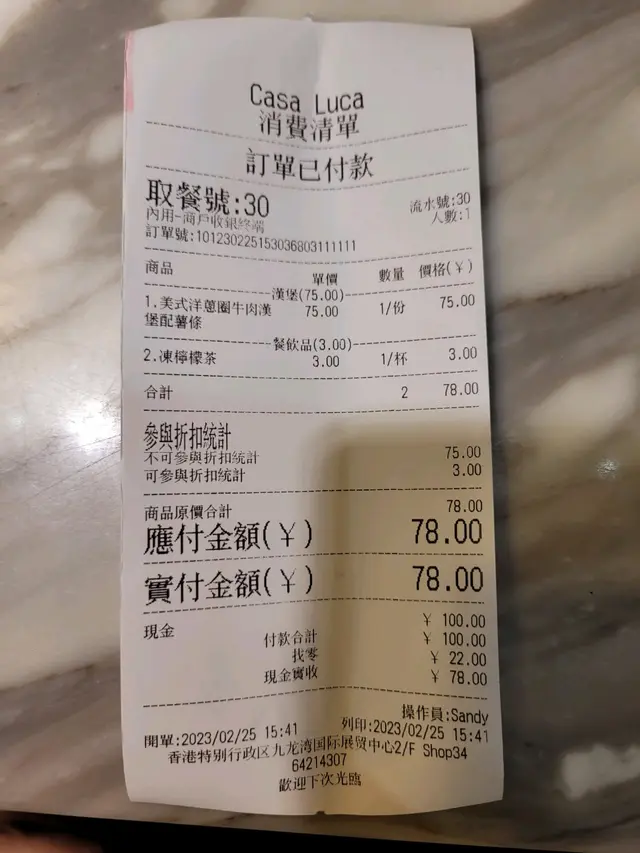 Casa Luca
消費清單
訂單已付款
取餐號:30
流水號:30
內用-商戶收銀終端
人數:1
訂單號:101230225153036803111111
商品 單價 數量 價格(¥)
漢堡(75.00)
1.美式洋蔥圈牛肉漢 75.00 1/份 75.00
堡配薯條
餐飲品(3.00)
2.凍檸檬茶 3.00 1/杯 3.00
合計 2 78.00
參與折扣統計
不可參與折扣統計 75.00
可參與折扣統計 3.00
商品原價合計 78.00
應付金額(¥) 78.00
實付金額(¥) 78.00
現金 ¥ 100.00
付款合計 ¥ 100.00
找零 ¥ 22.00
現金實收 ¥ 78.00
操作員:Sandy
開單:2023/02/25 15:41 列印:2023/02/25 15:41
香港特别行政区九龙湾国际展贸中心2/F Shop34
64214307
歡迎下次光臨